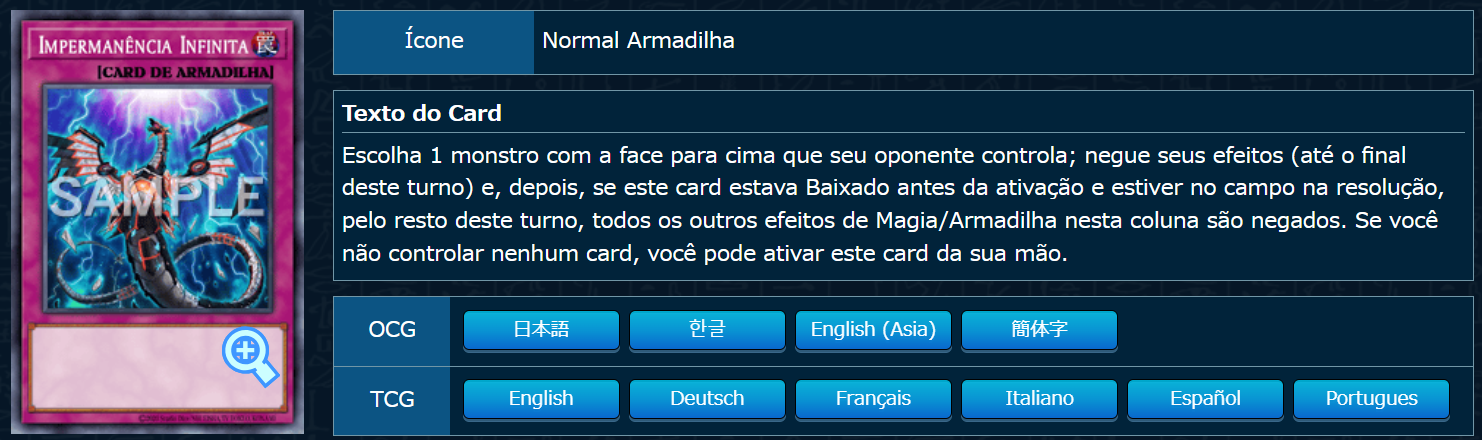 IMPERMANÊNCIA INFINITA 罠
[CARD DE ARMADILHA]
SAMPLE
Ícone
Normal Armadilha
Texto do Card
Escolha 1 monstro com a face para cima que seu oponente controla; negue seus efeitos (até o final
deste turno) e, depois, se este card estava Baixado antes da ativação e estiver no campo na resolução,
pelo resto deste turno, todos os outros efeitos de Magia/Armadilha nesta coluna são negados. Se você
não controlar nenhum card, você pode ativar este card da sua mão.
OCG
日本語
한글
English (Asia)
簡体字
TCG
English
Deutsch
Français
Italiano
Español
Portugues